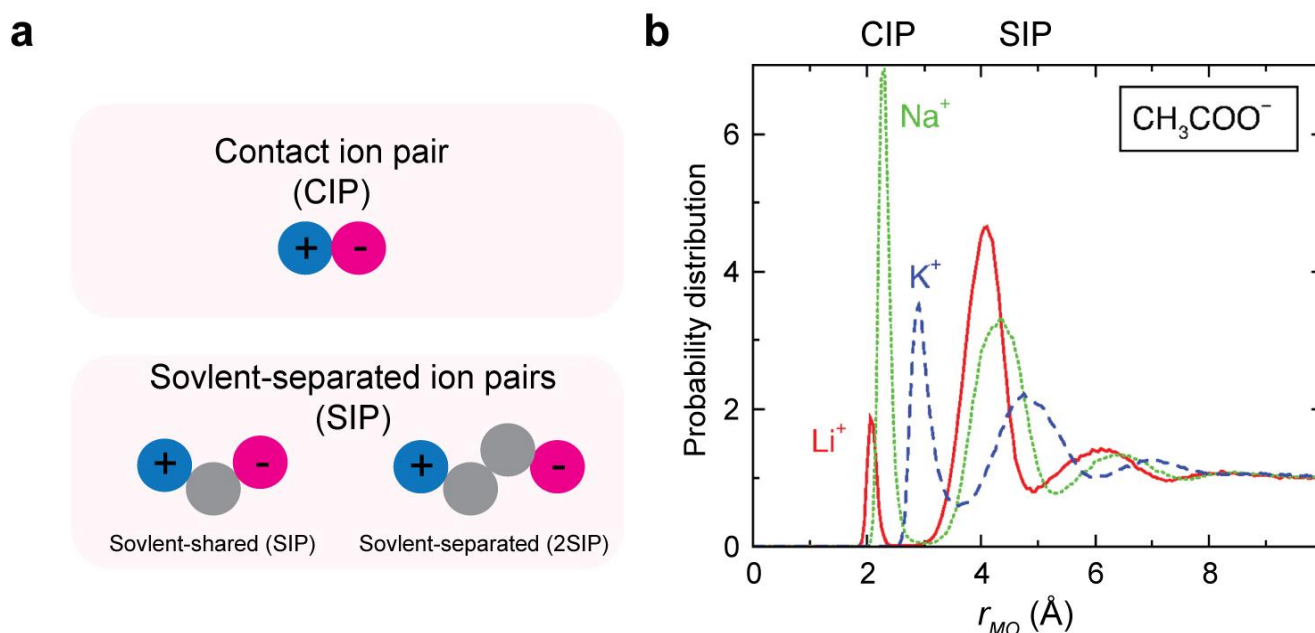 a
Contact ion pair
(CIP)
+ -
Sovlent-separated ion pairs
(SIP)
+ - + -
Sovlent-shared (SIP) Sovlent-separated (2SIP)
b
CIP SIP
CH₃COO⁻
Na⁺
K⁺
Li⁺
Probability distribution
6
4
2
0
0 2 4 6 8
r_MO (Å)